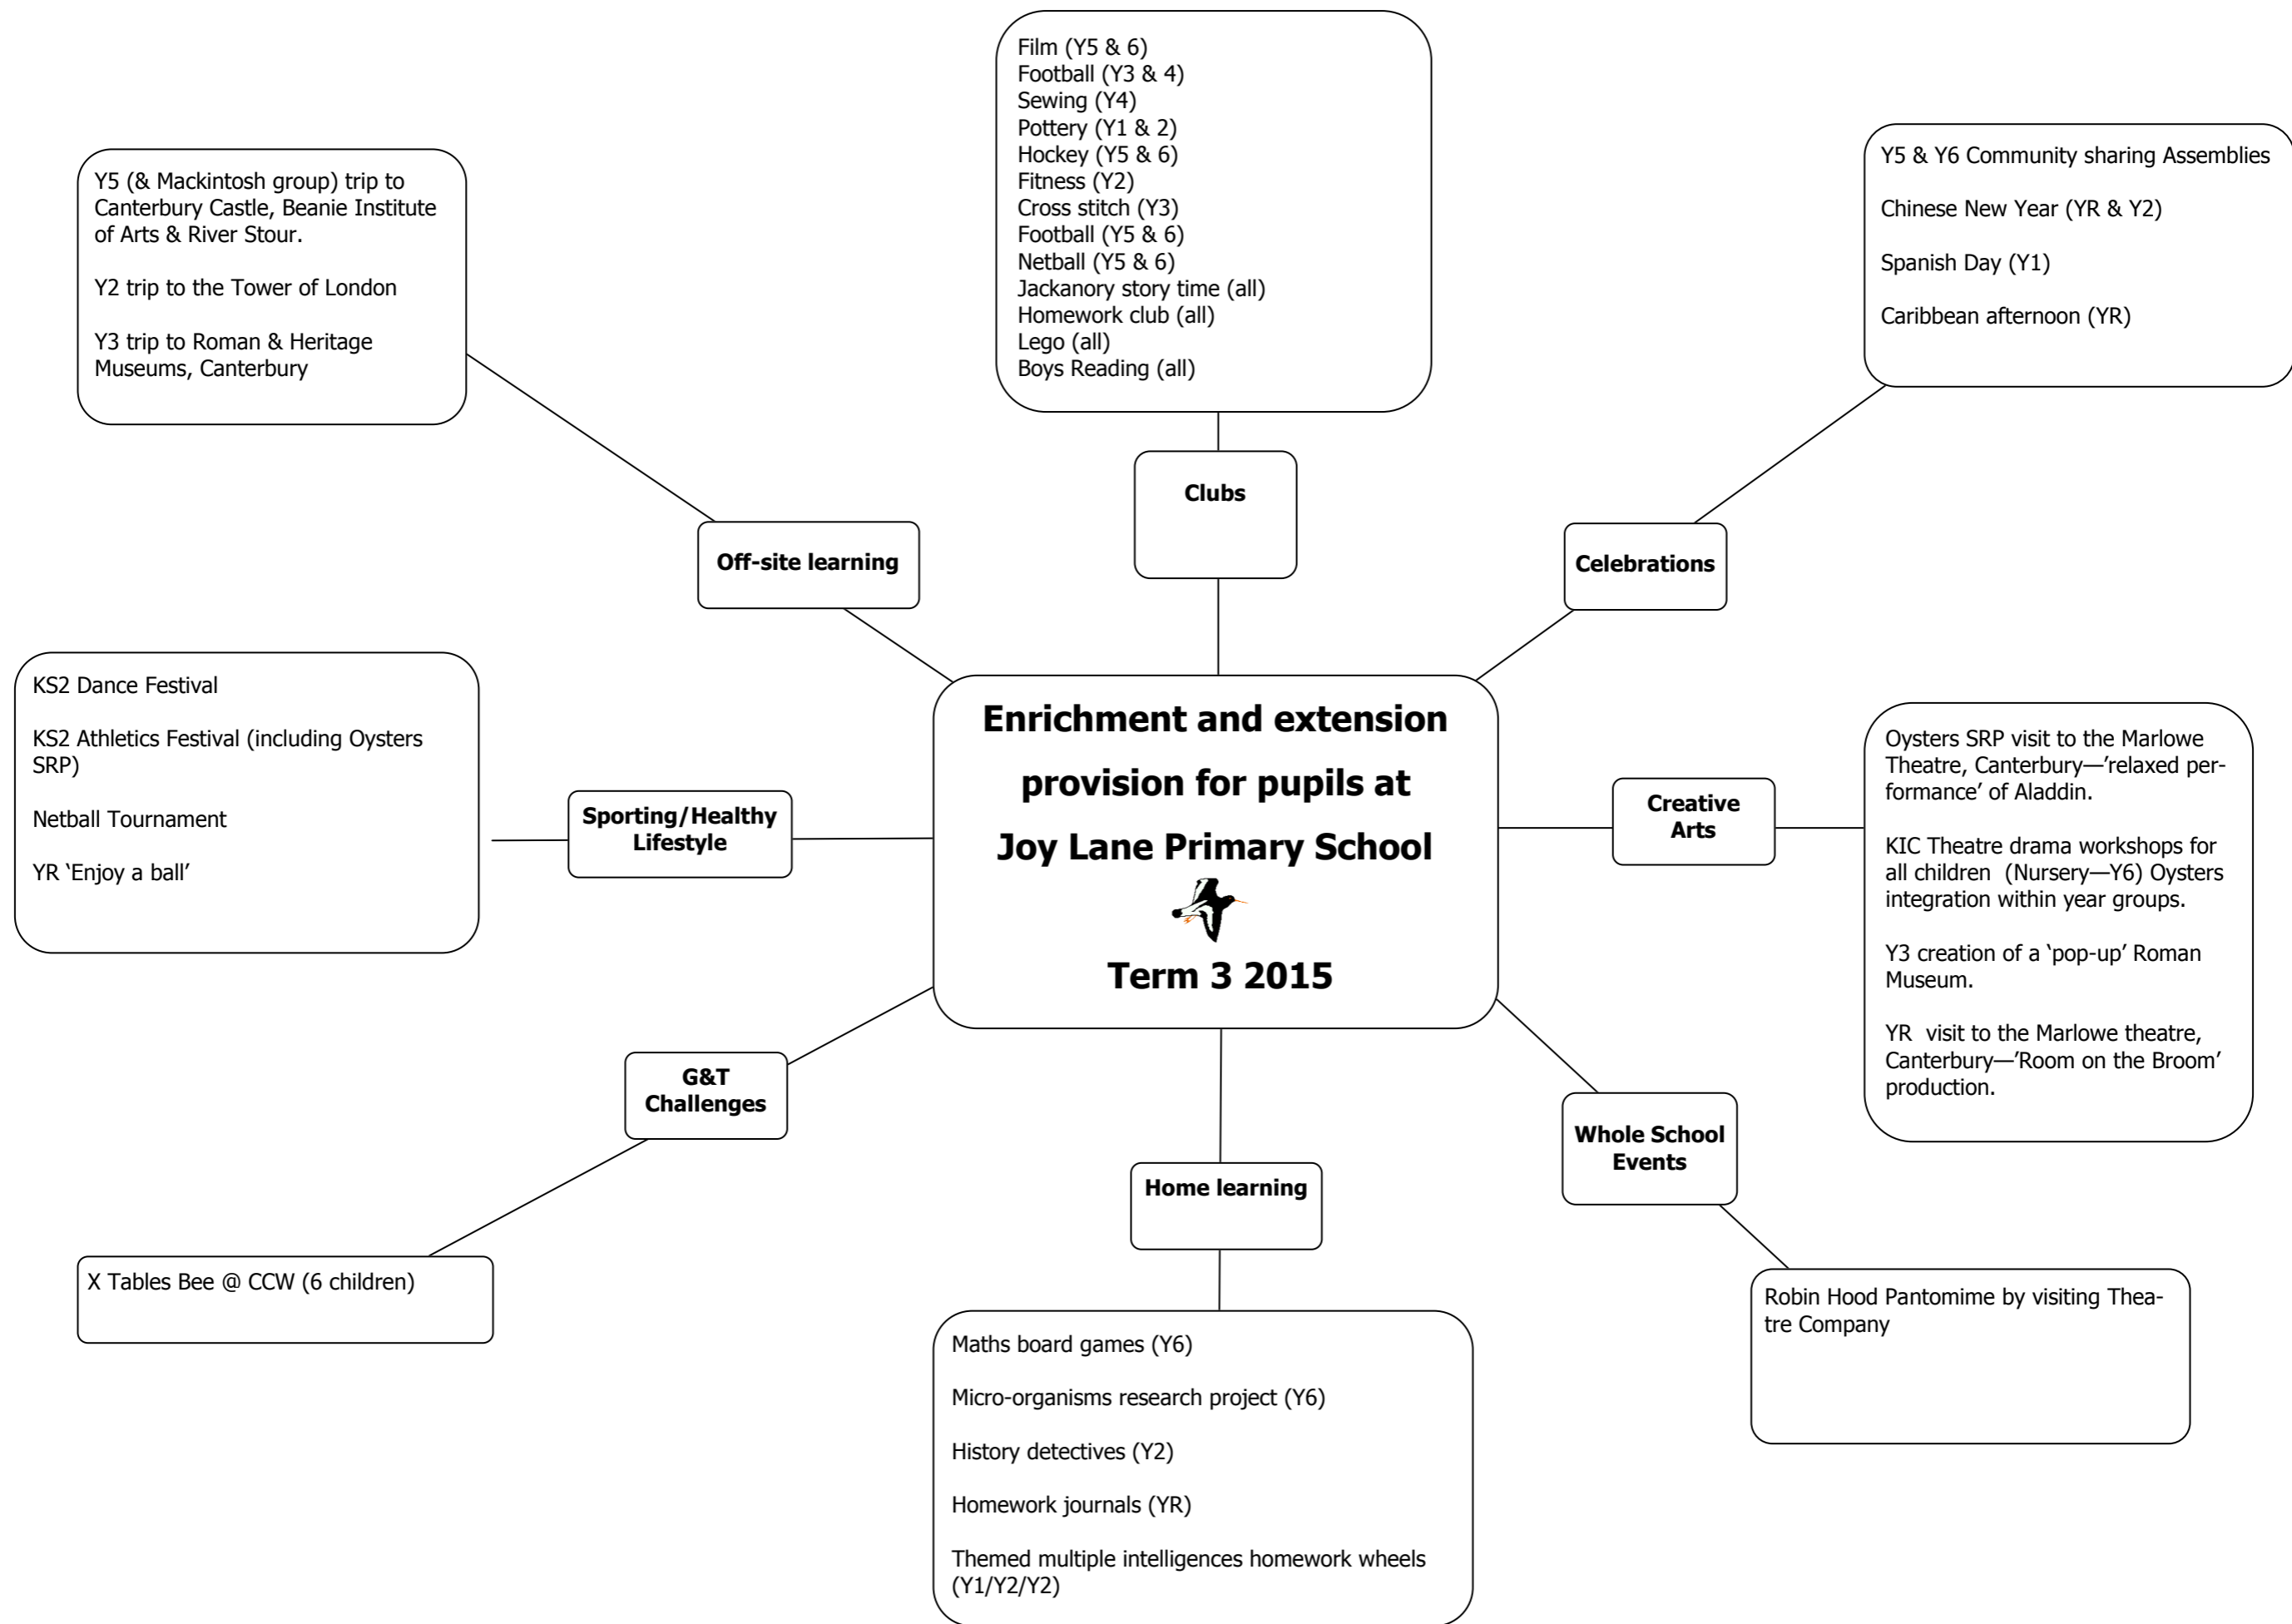 Film (Y5 & 6)
Football (Y3 & 4)
Sewing (Y4)
Pottery (Y1 & 2)
Hockey (Y5 & 6)
Fitness (Y2)
Cross stitch (Y3)
Football (Y5 & 6)
Netball (Y5 & 6)
Jackanory story time (all)
Homework club (all)
Lego (all)
Boys Reading (all)
Clubs
Y5 (& Mackintosh group) trip to
Canterbury Castle, Beanie Institute
of Arts & River Stour.
Y2 trip to the Tower of London
Y3 trip to Roman & Heritage
Museums, Canterbury
Off-site learning
Y5 & Y6 Community sharing Assemblies
Chinese New Year (YR & Y2)
Spanish Day (Y1)
Caribbean afternoon (YR)
Celebrations
KS2 Dance Festival
KS2 Athletics Festival (including Oysters
SRP)
Netball Tournament
YR ‘Enjoy a ball’
Sporting/Healthy
Lifestyle
Enrichment and extension
provision for pupils at
Joy Lane Primary School
Term 3 2015
Creative
Arts
Oysters SRP visit to the Marlowe
Theatre, Canterbury—’relaxed per-
formance’ of Aladdin.
KIC Theatre drama workshops for
all children  (Nursery—Y6) Oysters
integration within year groups.
Y3 creation of a ‘pop-up’ Roman
Museum.
YR  visit to the Marlowe theatre,
Canterbury—’Room on the Broom’
production.
G&T
Challenges
X Tables Bee @ CCW (6 children)
Home learning
Maths board games (Y6)
Micro-organisms research project (Y6)
History detectives (Y2)
Homework journals (YR)
Themed multiple intelligences homework wheels
(Y1/Y2/Y2)
Whole School
Events
Robin Hood Pantomime by visiting Thea-
tre Company